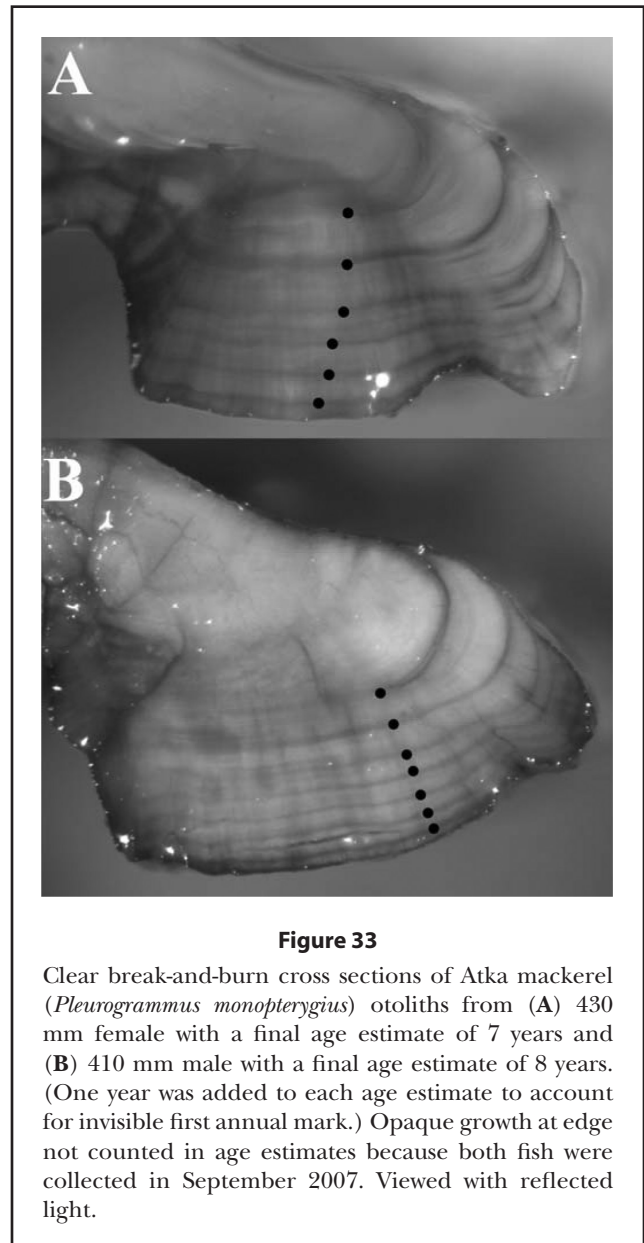 A
B
Figure 33
Clear break-and-burn cross sections of Atka mackerel
(Pleurogrammus monopterygius) otoliths from (A) 430
mm female with a final age estimate of 7 years and
(B) 410 mm male with a final age estimate of 8 years.
(One year was added to each age estimate to account
for invisible first annual mark.) Opaque growth at edge
not counted in age estimates because both fish were
collected in September 2007. Viewed with reflected
light.